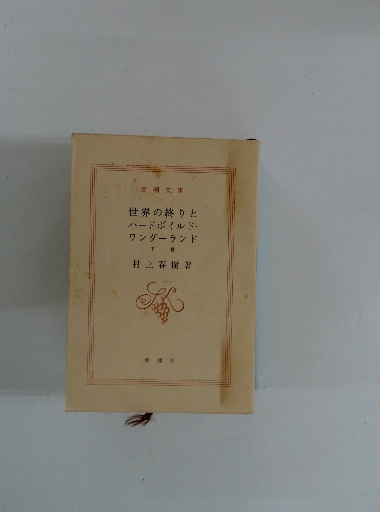 新潮文庫
世界の終りと
ハードボイルド・
ワンダーランド
下巻
村上春樹著
新潮社